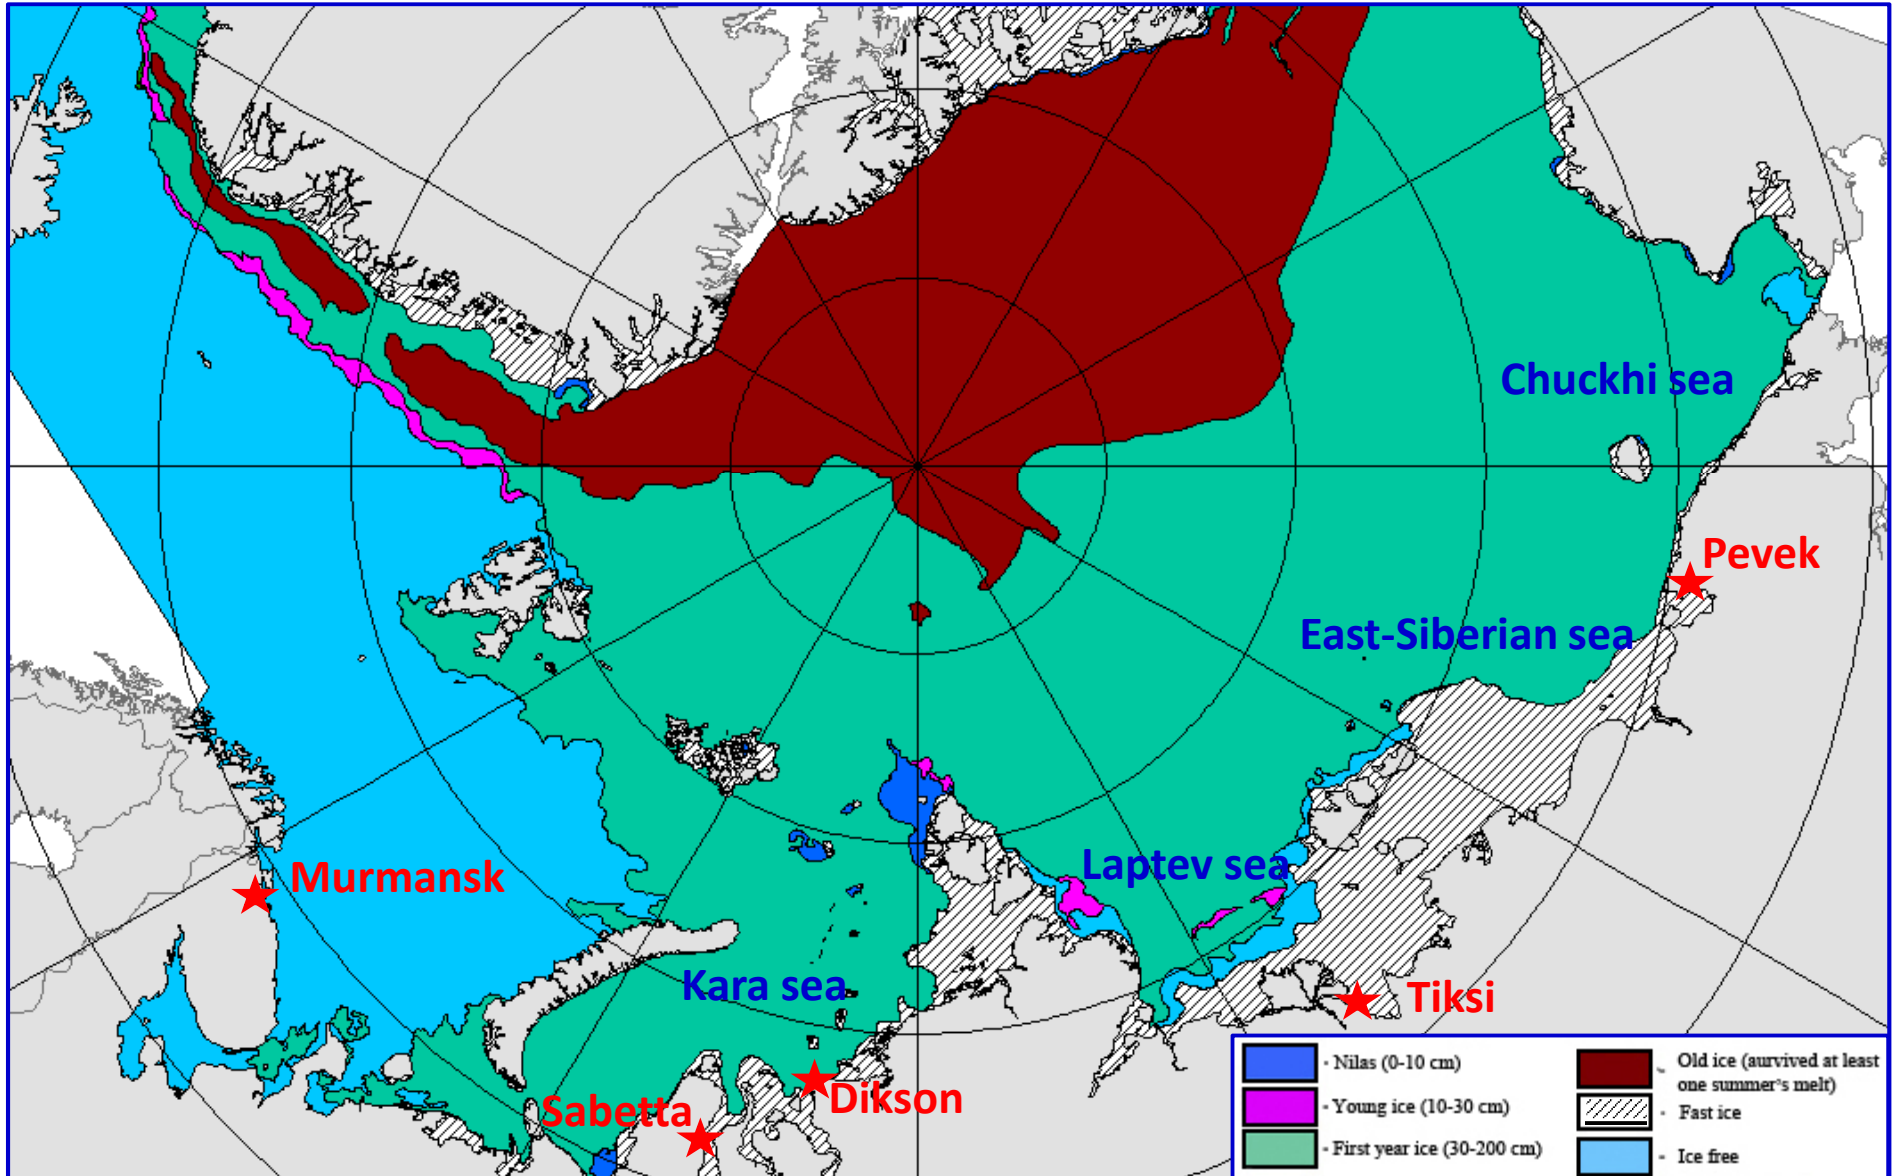 Chuckhi sea
Pevek
East-Siberian sea
Laptev sea
Murmansk
Kara sea
Tiksi
Dikson
Sabetta
- Nilas (0-10 cm)
- Young ice (10-30 cm)
- First year ice (30-200 cm)
- Old ice (aurvived at least
one summer's melt)
- Fast ice
- Ice free